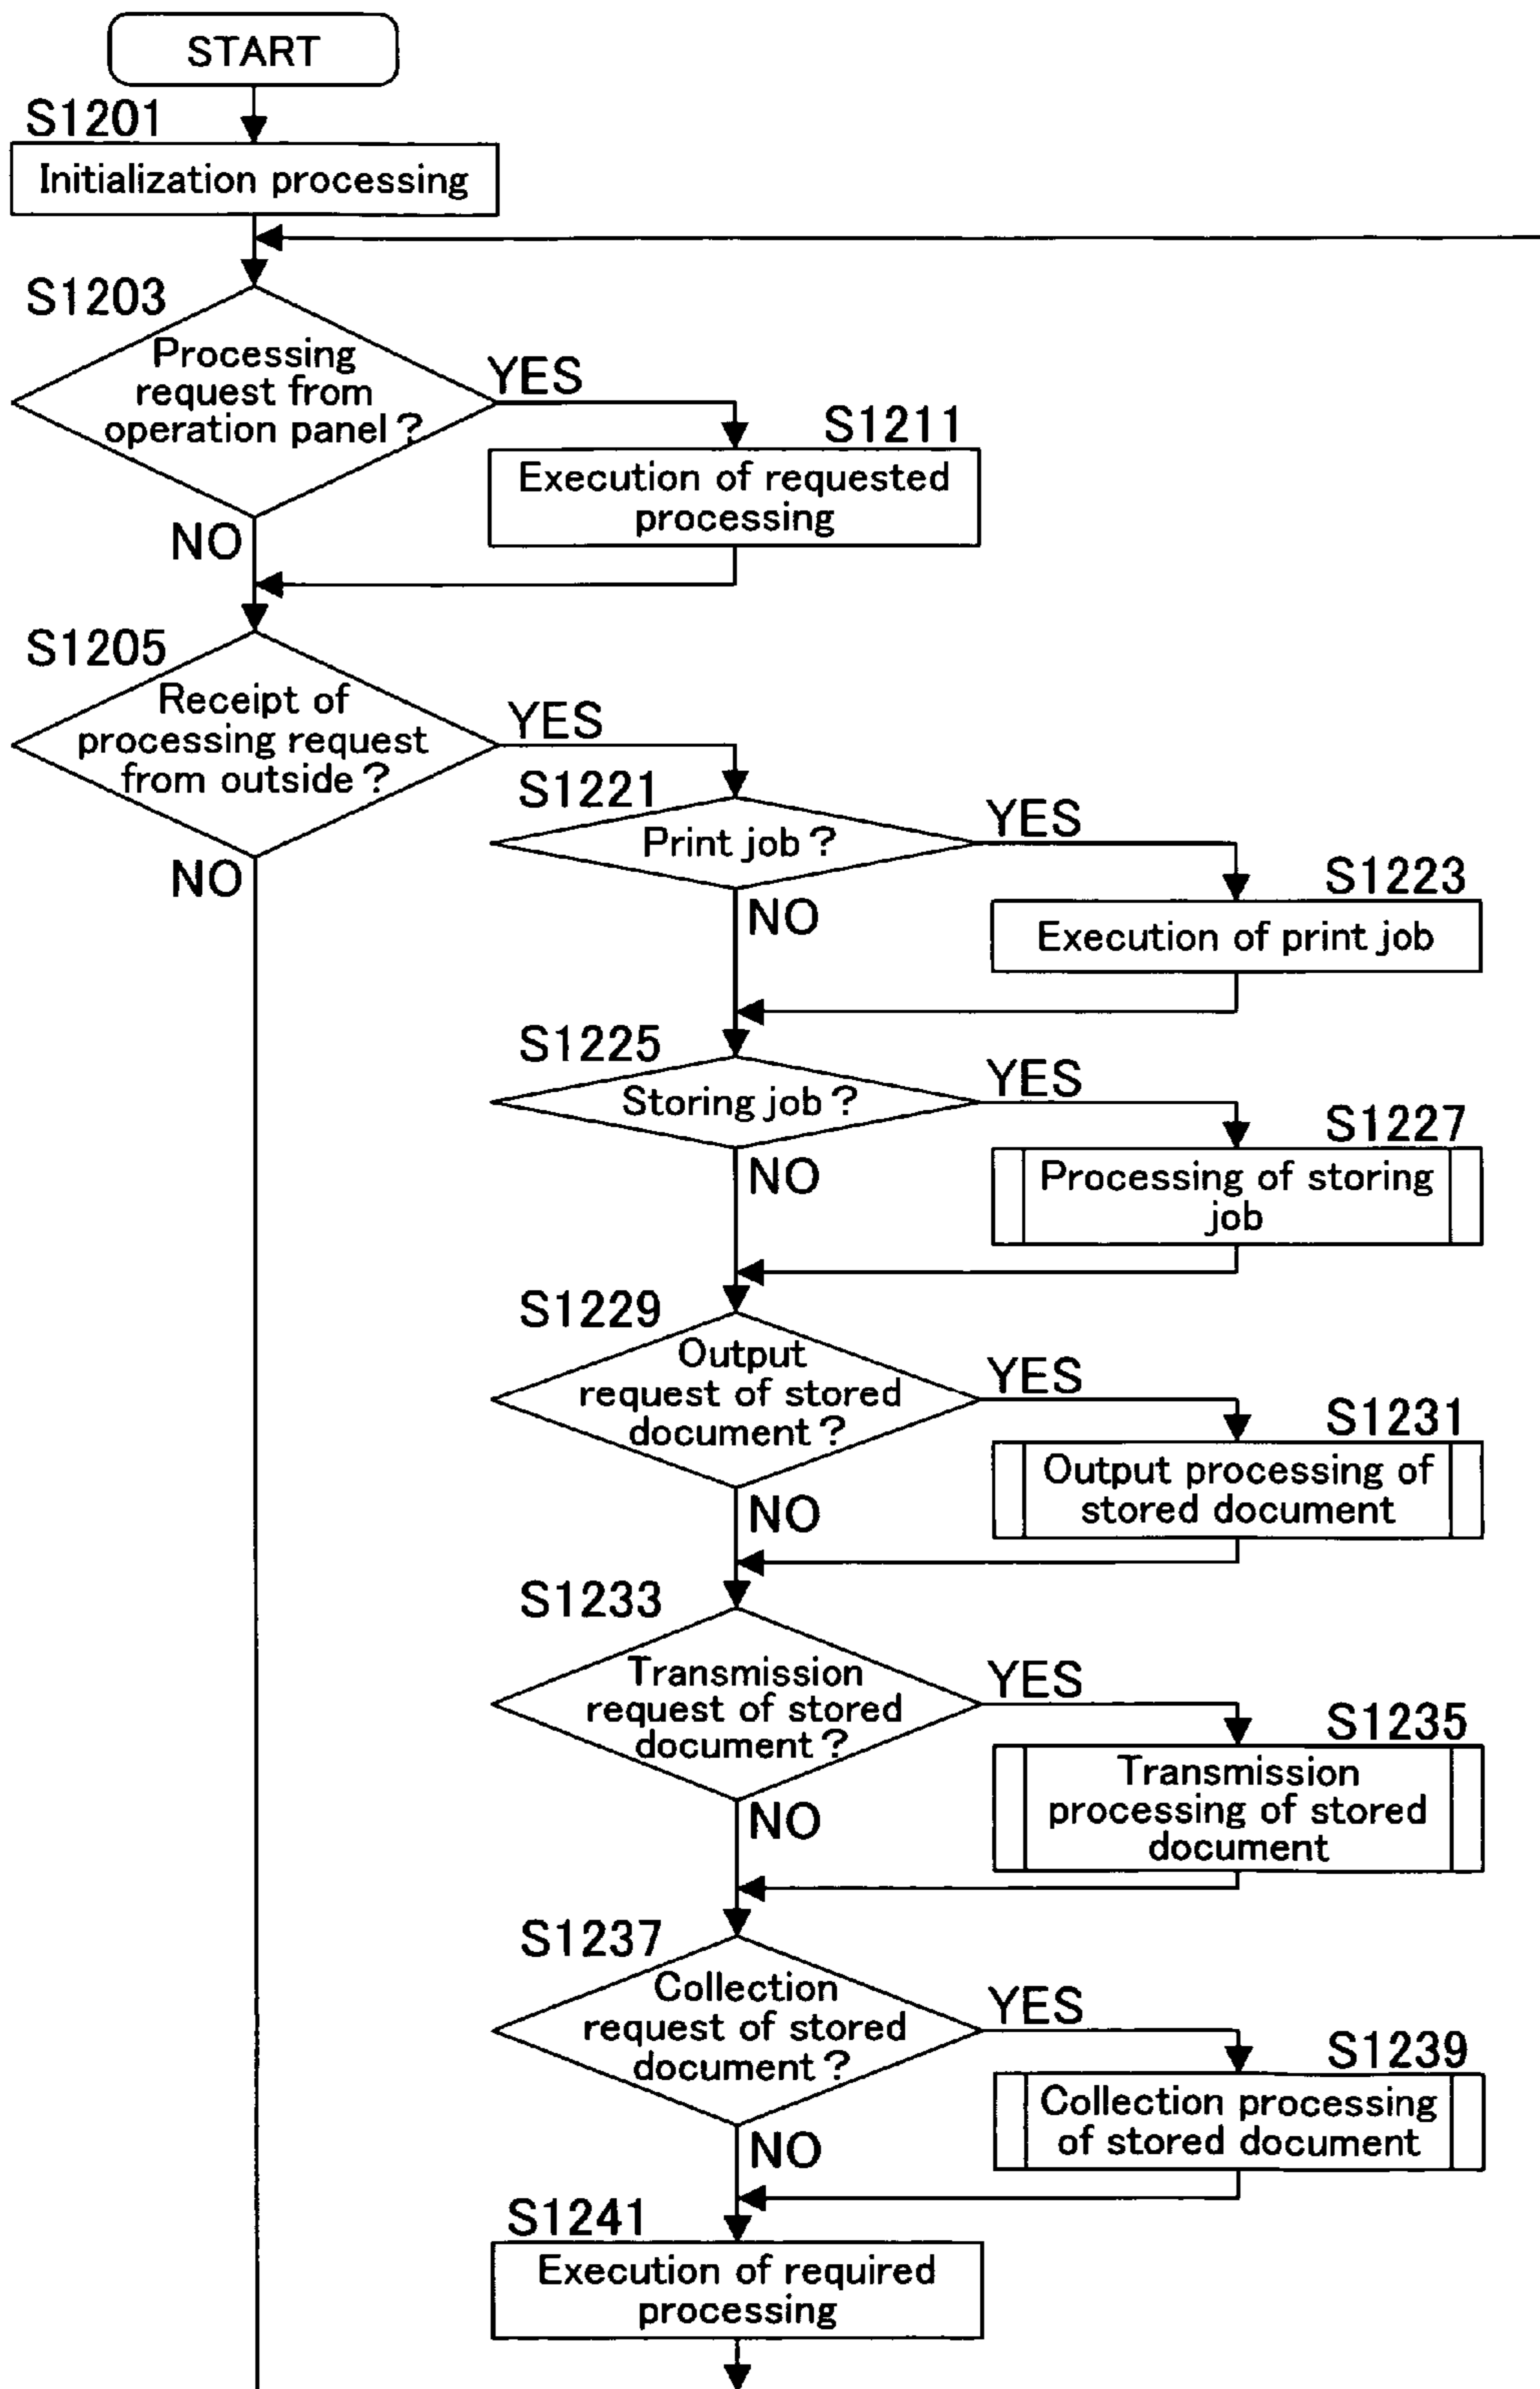 START
S1201
Initialization processing
S1203
Processing
request from
operation panel?
YES
S1211
Execution of requested
processing
NO
S1205
Receipt of
processing request
from outside?
YES
NO
S1221
Print job?
YES
S1223
Execution of print job
NO
S1225
Storing job?
YES
S1227
Processing of storing
job
NO
S1229
Output
request of stored
document?
YES
S1231
Output processing of
stored document
NO
S1233
Transmission
request of stored
document?
YES
S1235
Transmission
processing of stored
document
NO
S1237
Collection
request of stored
document?
YES
S1239
Collection processing
of stored document
NO
S1241
Execution of required
processing